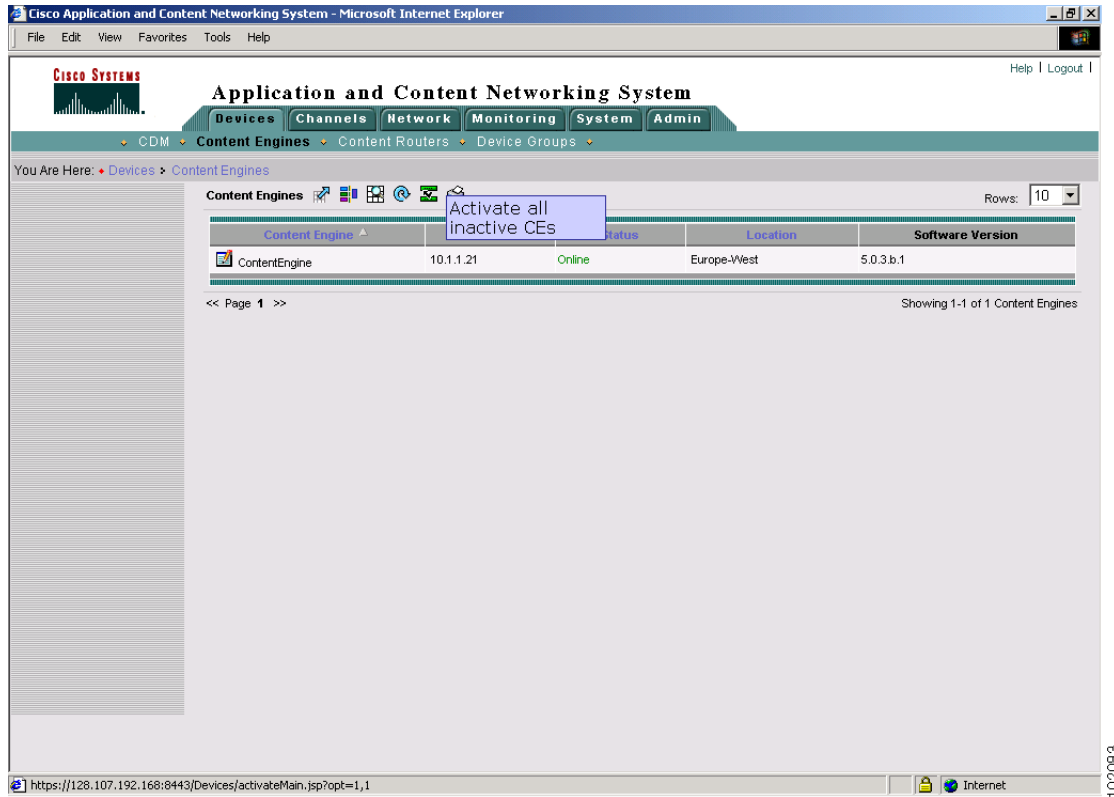 Cisco Application and Content Networking System - Microsoft Internet Explorer
File Edit View Favorites Tools Help
Help | Logout |
CISCO SYSTEMS
Application and Content Networking System
Devices Channels Network Monitoring System Admin
CDM Content Engines Content Routers Device Groups
You Are Here: Devices Content Engines
Content Engines
Rows: 10
Activate all
inactive CEs
Content Engine Status Location Software Version
ContentEngine 10.1.1.21 Online Europe-West 5.0.3.b.1
<< Page 1 >> Showing 1-1 of 1 Content Engines
https://128.107.192.168:8443/Devices/activateMain.jsp?opt=1,1 Internet